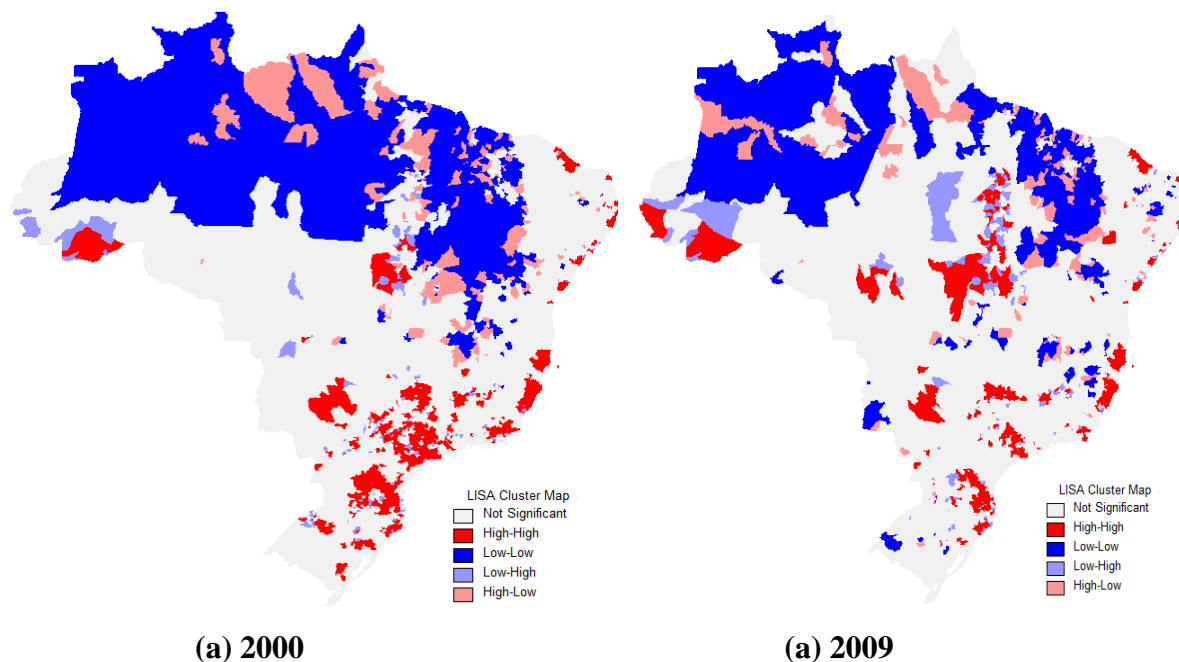 LISA Cluster Map
Not Significant
High-High
Low-Low
Low-High
High-Low
LISA Cluster Map
Not Significant
High-High
Low-Low
Low-High
High-Low
(a) 2000
(a) 2009